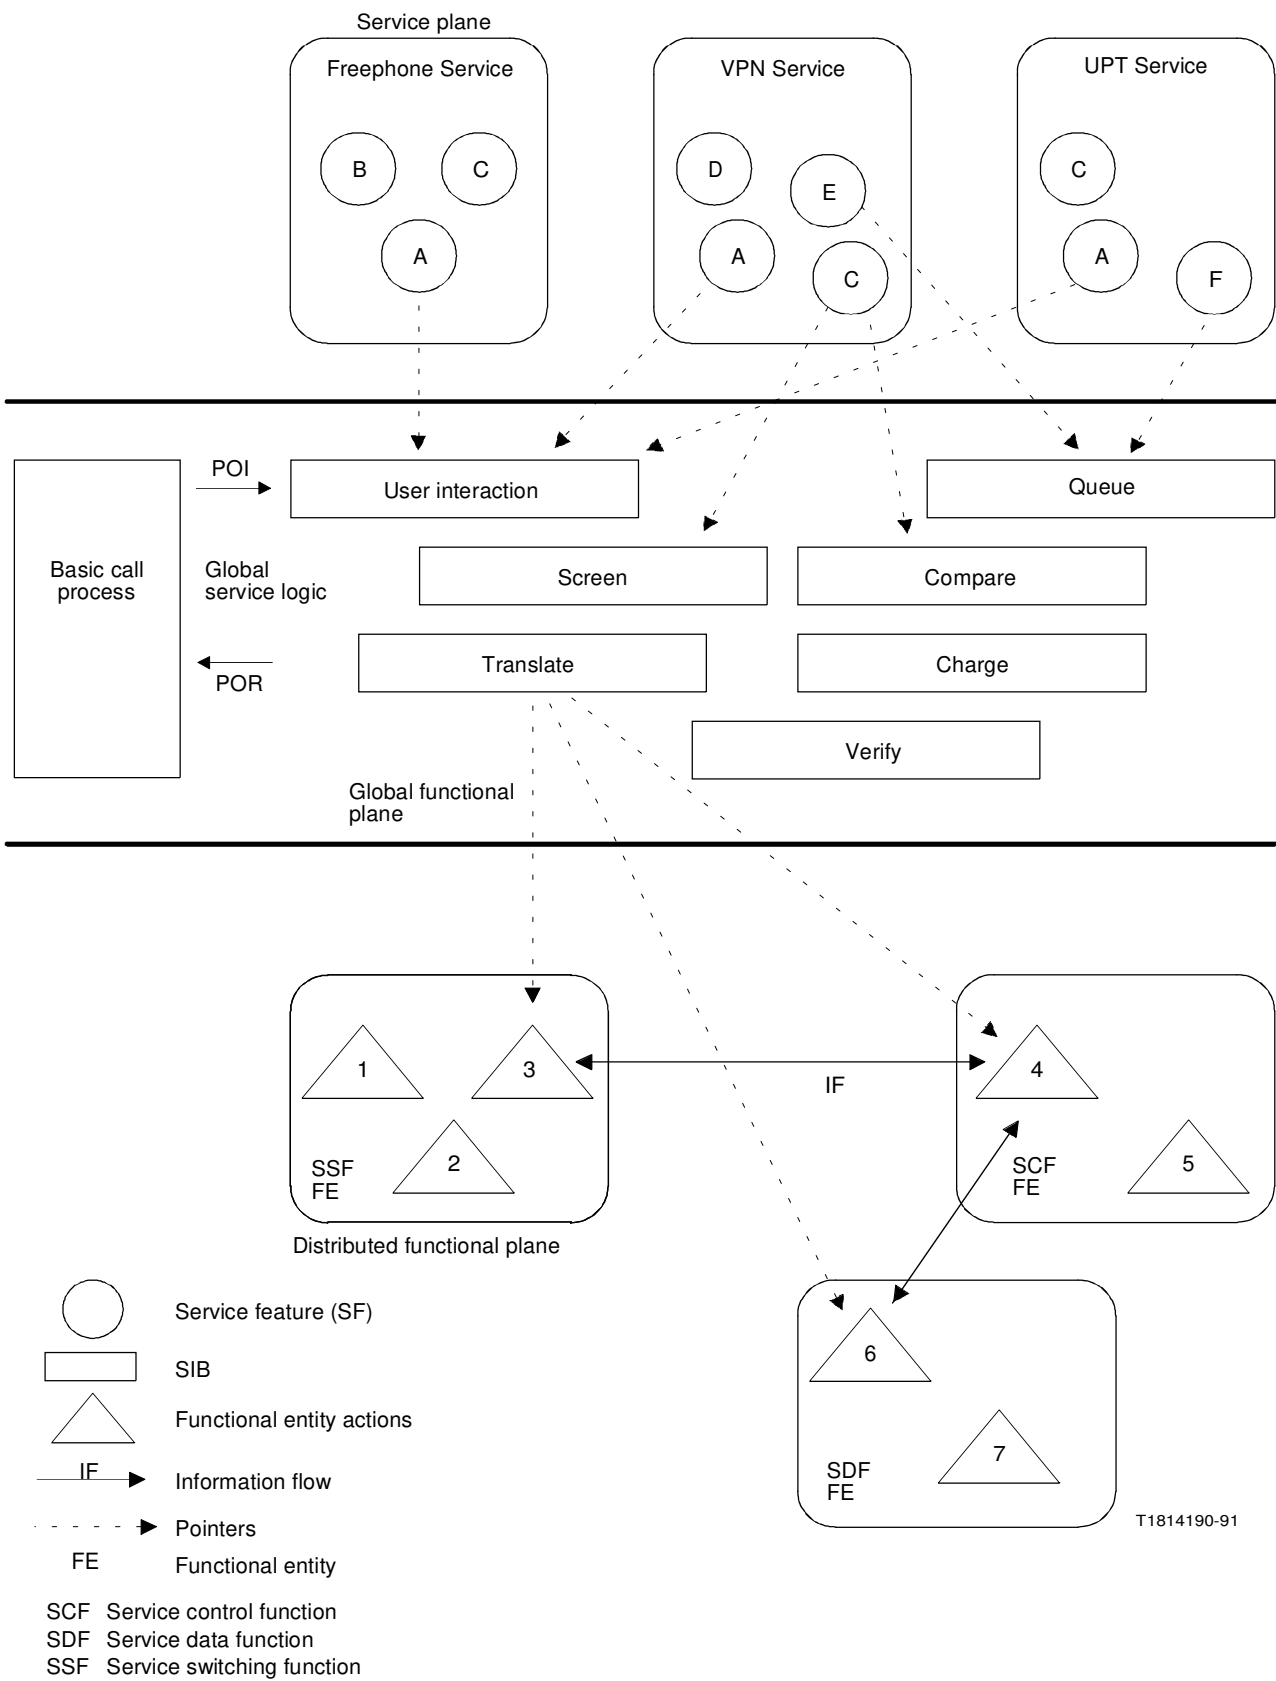 Service plane
Freephone Service
VPN Service
UPT Service
B
C
A
D
E
A
C
C
A
F
POI
User interaction
Queue
Basic call
process
Global
service logic
Screen
Compare
Translate
Charge
POR
Verify
Global functional
plane
1
3
2
SSF
FE
IF
4
5
SCF
FE
Distributed functional plane
6
7
SDF
FE
Service feature (SF)
SIB
Functional entity actions
IF
Information flow
Pointers
FE Functional entity
T1814190-91
SCF Service control function
SDF Service data function
SSF Service switching function